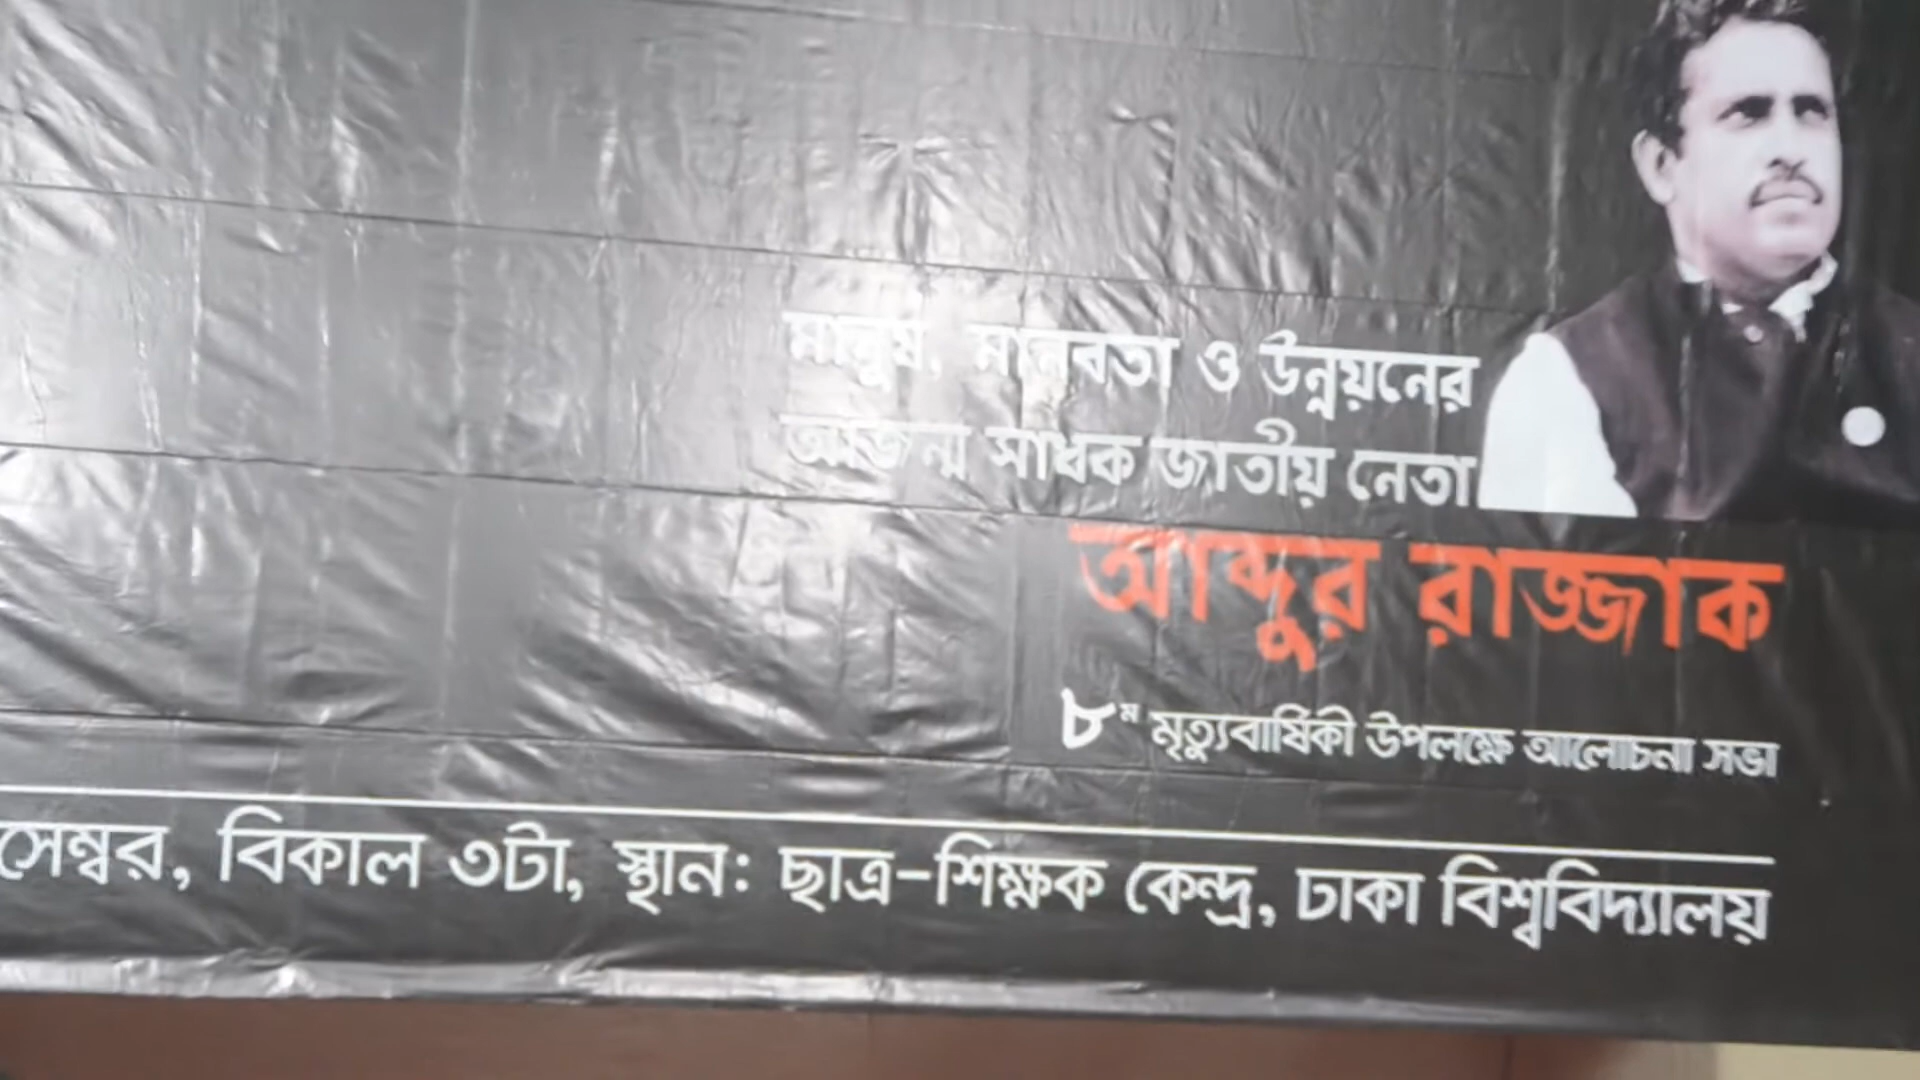 মানুষ, মানবতা ও উন্নয়নের
আজন্ম সাধক জাতীয় নেতা
আব্দুর রাজ্জাক
৮ম মৃত্যুবার্ষিকী উপলক্ষে আলোচনা সভা
সেম্বর, বিকাল ৩টা, স্থান: ছাত্র-শিক্ষক কেন্দ্র, ঢাকা বিশ্ববিদ্যালয়